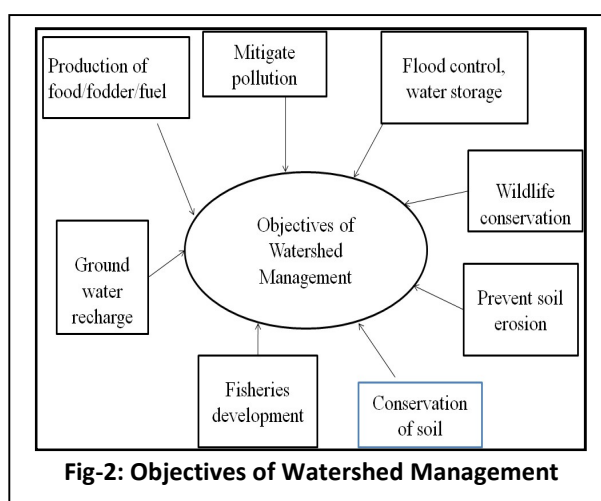 Production of
food/fodder/fuel
Mitigate
pollution
Flood control,
water storage
Wildlife
conservation
Objectives of
Watershed
Management
Ground
water
recharge
Prevent soil
erosion
Fisheries
development
Conservation
of soil
Fig-2: Objectives of Watershed Management